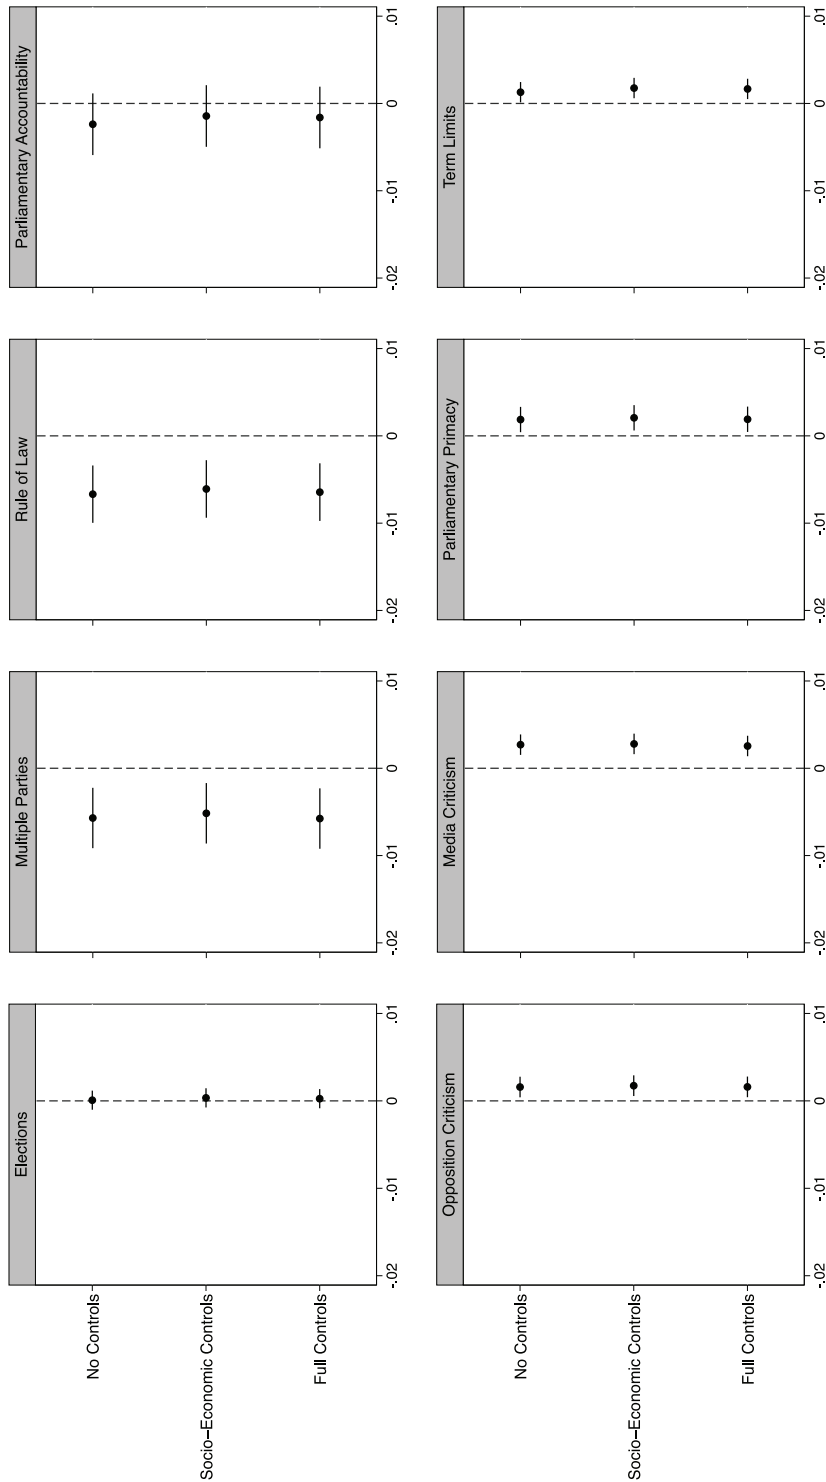 Elections
Multiple Parties
Rule of Law
Parliamentary Accountability
No Controls
Socio−Economic Controls
Full Controls
-.02 -.01 0 .01
-.02 -.01 0 .01
-.02 -.01 0 .01
-.02 -.01 0 .01
Opposition Criticism
Media Criticism
Parliamentary Primacy
Term Limits
No Controls
Socio−Economic Controls
Full Controls
-.02 -.01 0 .01
-.02 -.01 0 .01
-.02 -.01 0 .01
-.02 -.01 0 .01